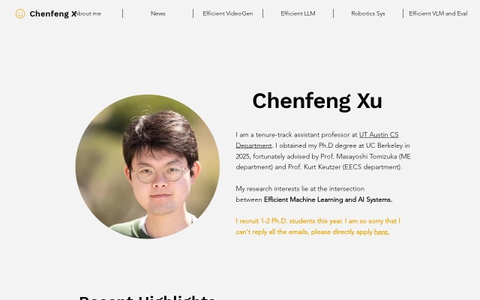 Chenfeng X
About me
News
Efficient VideoGen
Efficient LLM
Robotics Sys
Efficient VLM and Eval
Chenfeng Xu
I am a tenure-track assistant professor at UT Austin CS
Department. I obtained my Ph.D degree at UC Berkeley in
2025, fortunately advised by Prof. Masayoshi Tomizuka (ME
department) and Prof. Kurt Keutzer (EECS department).
My research interests lie at the intersection
between Efficient Machine Learning and AI Systems.
I recruit 1-2 Ph.D. students this year. I am so sorry that I
can't reply all the emails, please directly apply here.
Recent Highlights